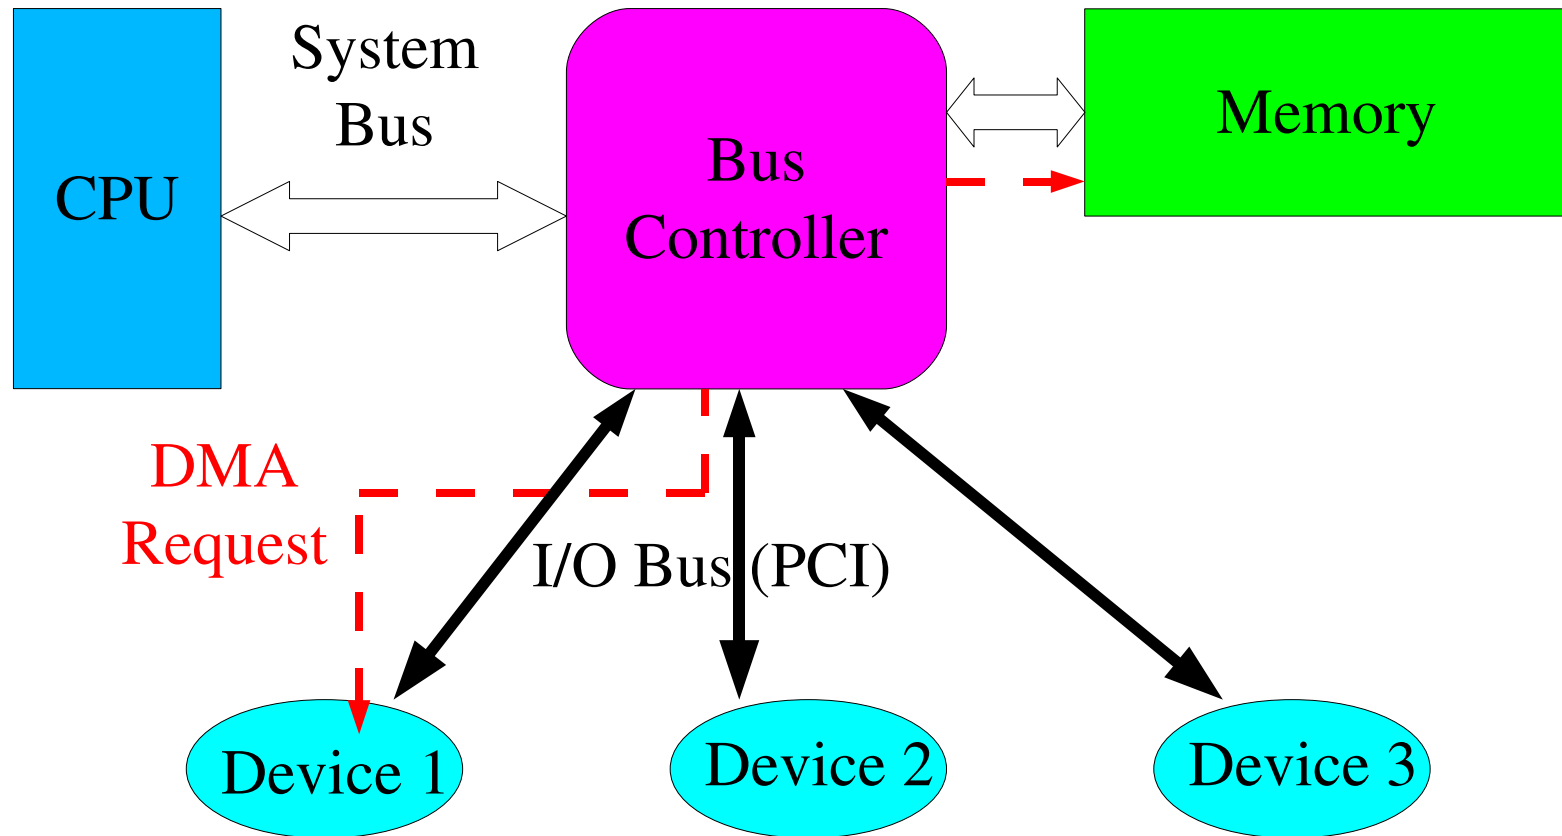 System
Bus
CPU
Bus
Controller
Memory
DMA
Request
I/O Bus (PCI)
Device 1
Device 2
Device 3